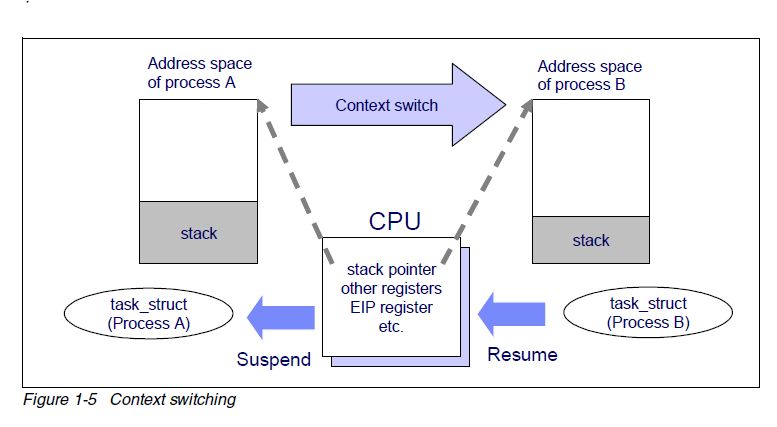 Address space
of process A
Context switch
Address space
of process B
stack
CPU
stack
stack pointer
other registers
EIP register
etc.
task_struct
(Process A)
task_struct
(Process B)
Suspend
Resume
Figure 1-5 Context switching